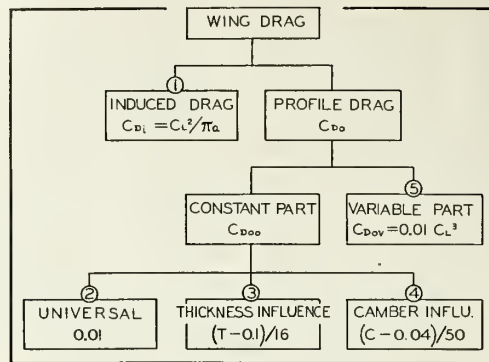 WING DRAG
①
INDUCED DRAG
C_Di = C_L²/πa
PROFILE DRAG
C_Do
CONSTANT PART
C_Doo
⑤
VARIABLE PART
C_DoV = 0.01 C_L³
②
UNIVERSAL
0.01
③
THICKNESS INFLUENCE
(T-0.1)/16
④
CAMBER INFLU.
(C-0.04)/50